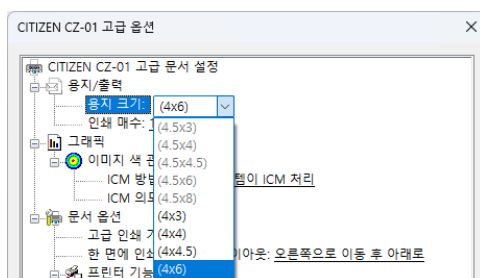 CITIZEN CZ-01 고급 옵션
CITIZEN CZ-01 고급 문서 설정
용지/출력
용지 크기: (4x6)
인쇄 매수:
(4.5x3)
그래픽
(4.5x4)
이미지 색
(4.5x4.5)
ICM
(4.5x6)
템이 ICM 처리
ICM
(4.5x8)
문서 옵션
(4x3)
고급 인쇄
(4x4)
한 면에
(4x4.5)
이아웃: 오른쪽으로 이동 후 아래로
프린터 기능
(4x6)